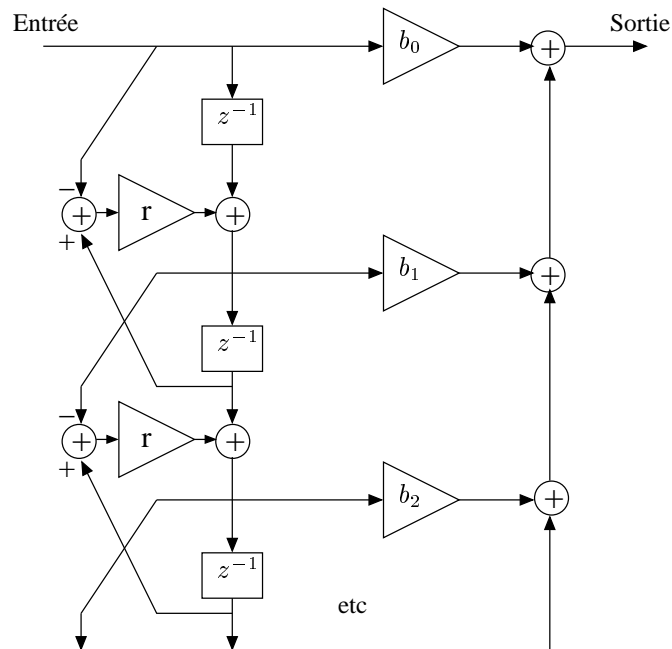 Entrée
Sortie
b₀
+
z⁻¹
−
+
r
+
+
b₁
+
z⁻¹
−
+
r
+
+
b₂
+
z⁻¹
etc